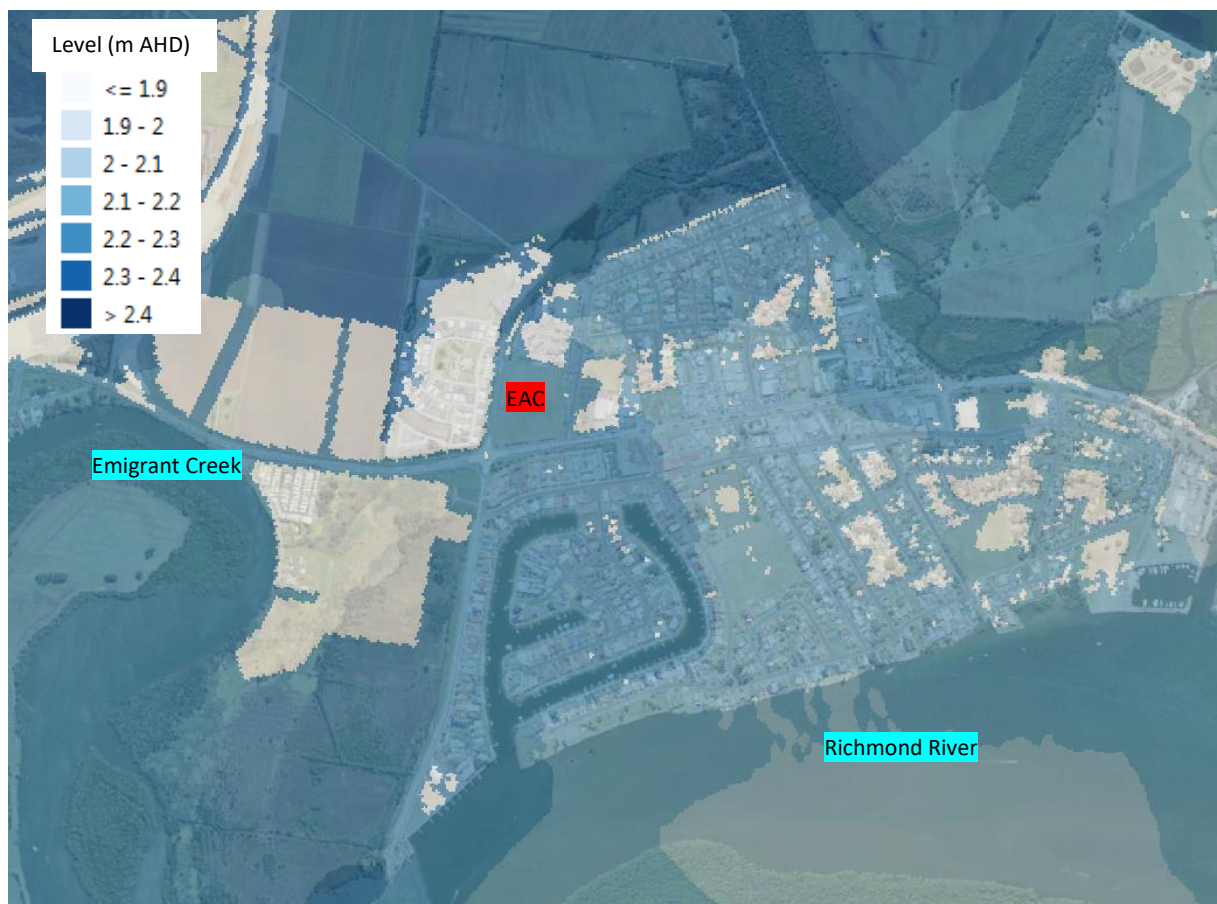 Level (m AHD)
<= 1.9
1.9 - 2
2 - 2.1
2.1 - 2.2
2.2 - 2.3
2.3 - 2.4
> 2.4
EAC
Emigrant Creek
Richmond River